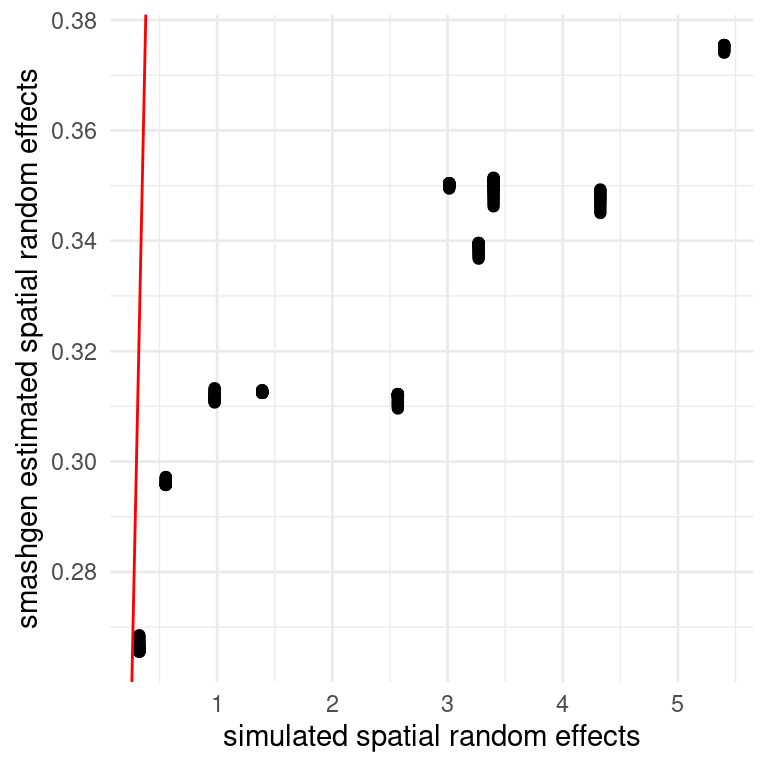 0.38
0.36
0.34
0.32
0.30
0.28
smashgen estimated spatial random effects
1 2 3 4 5
simulated spatial random effects